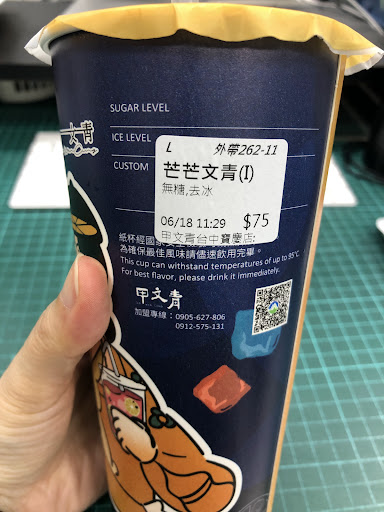 文青
SUGAR LEVEL
ICE LEVEL
CUSTOM
L 外帶262-11
芒芒文青(I)
無糖,去冰
06/18 11:29 $75
甲文青台中寶慶店
紙杯經國家
為確保最佳風味請儘速飲用完畢。
This cup can withstand temperatures of up to 95°C.
For best flavor, please drink it immediately.
甲文青
加盟專線：0905-627-806
0912-575-131